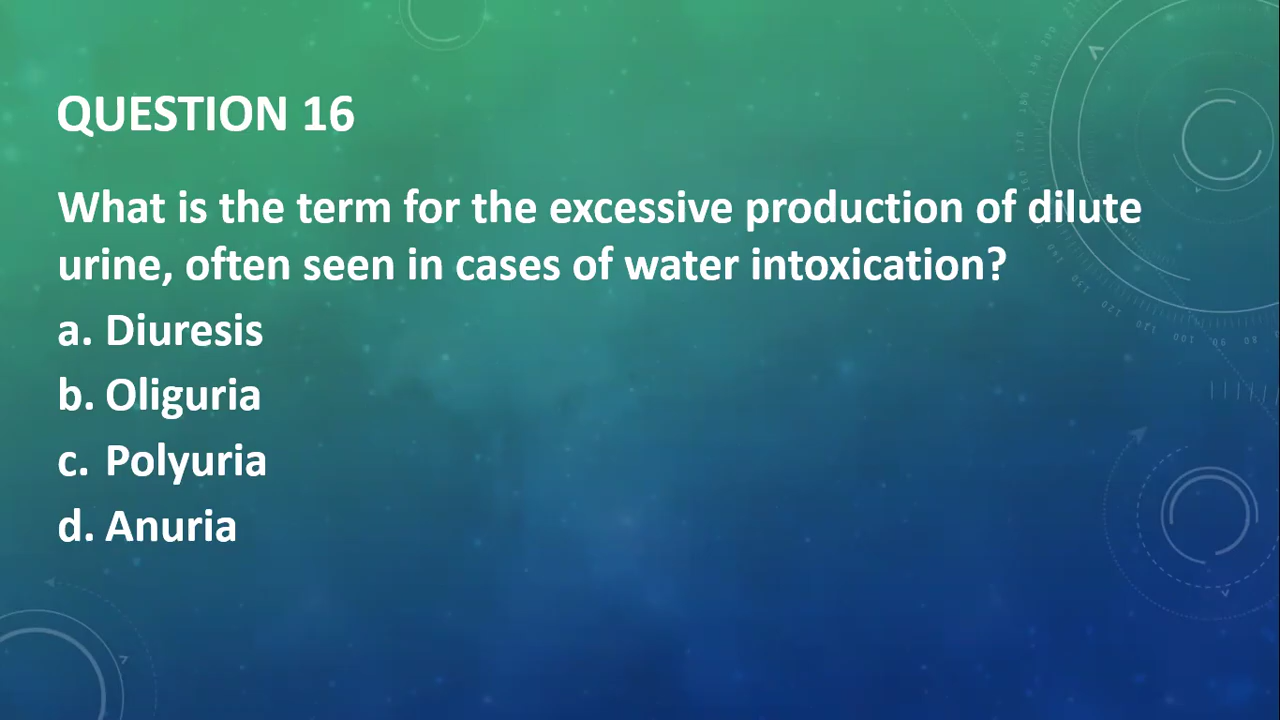 QUESTION 16
What is the term for the excessive production of dilute
urine, often seen in cases of water intoxication?
a. Diuresis
b. Oliguria
c. Polyuria
d. Anuria